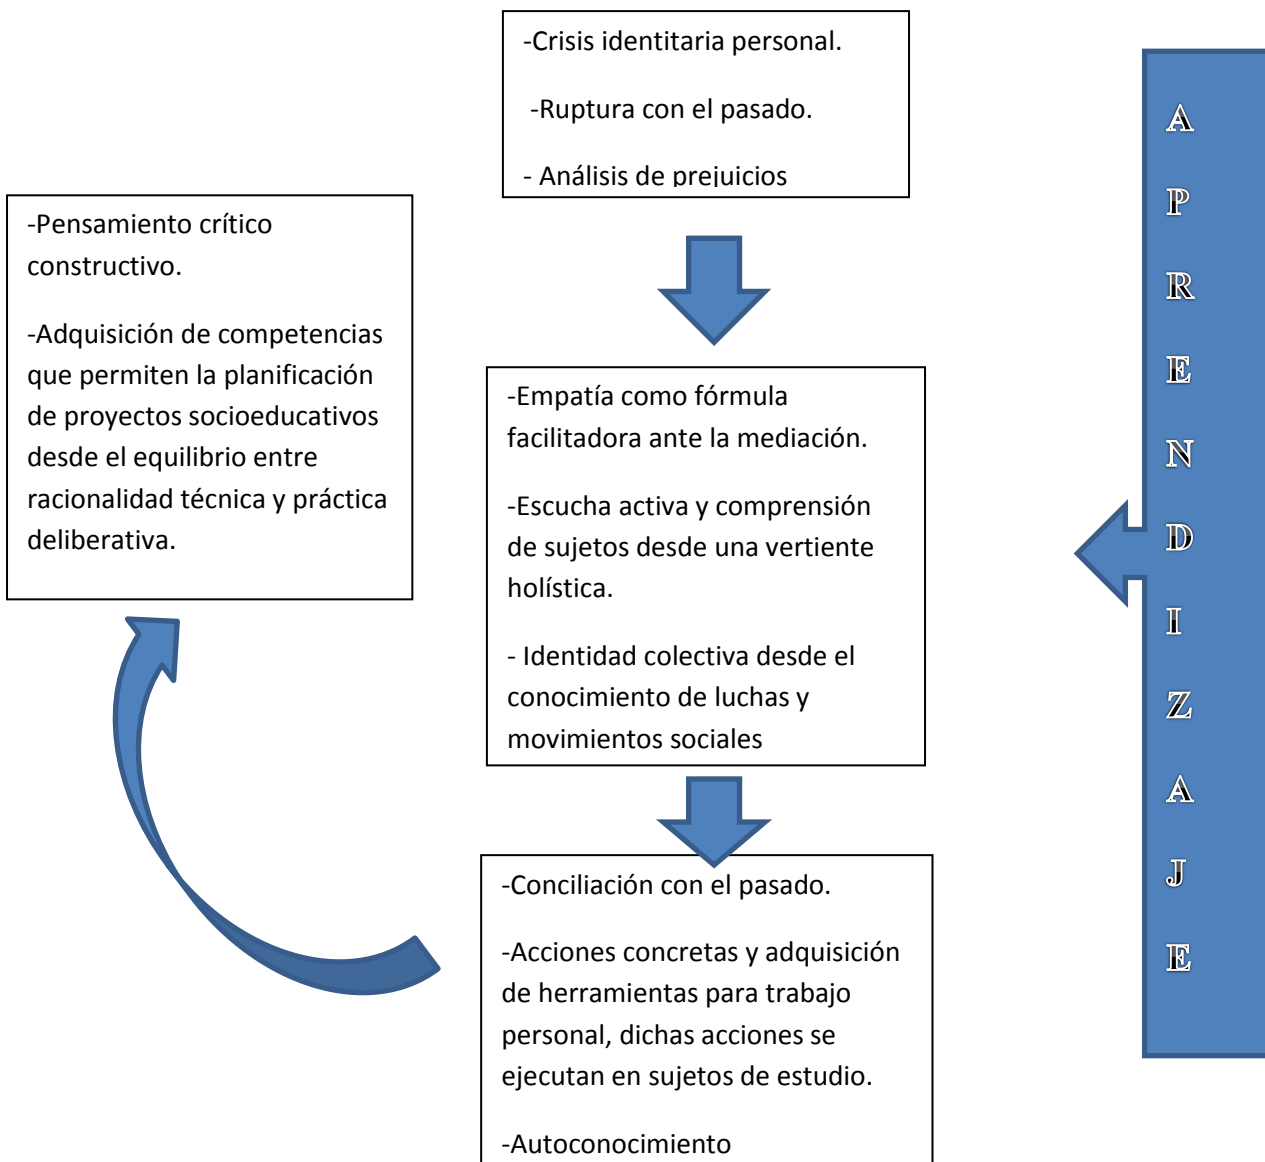 -Crisis identitaria personal.
-Ruptura con el pasado.
- Análisis de prejuicios
-Pensamiento crítico
constructivo.
-Adquisición de competencias
que permiten la planificación
de proyectos socioeducativos
desde el equilibrio entre
racionalidad técnica y práctica
deliberativa.
-Empatía como fórmula
facilitadora ante la mediación.
-Escucha activa y comprensión
de sujetos desde una vertiente
holística.
- Identidad colectiva desde el
conocimiento de luchas y
movimientos sociales
-Conciliación con el pasado.
-Acciones concretas y adquisición
de herramientas para trabajo
personal, dichas acciones se
ejecutan en sujetos de estudio.
-Autoconocimiento
A
P
R
E
N
D
I
Z
A
J
E